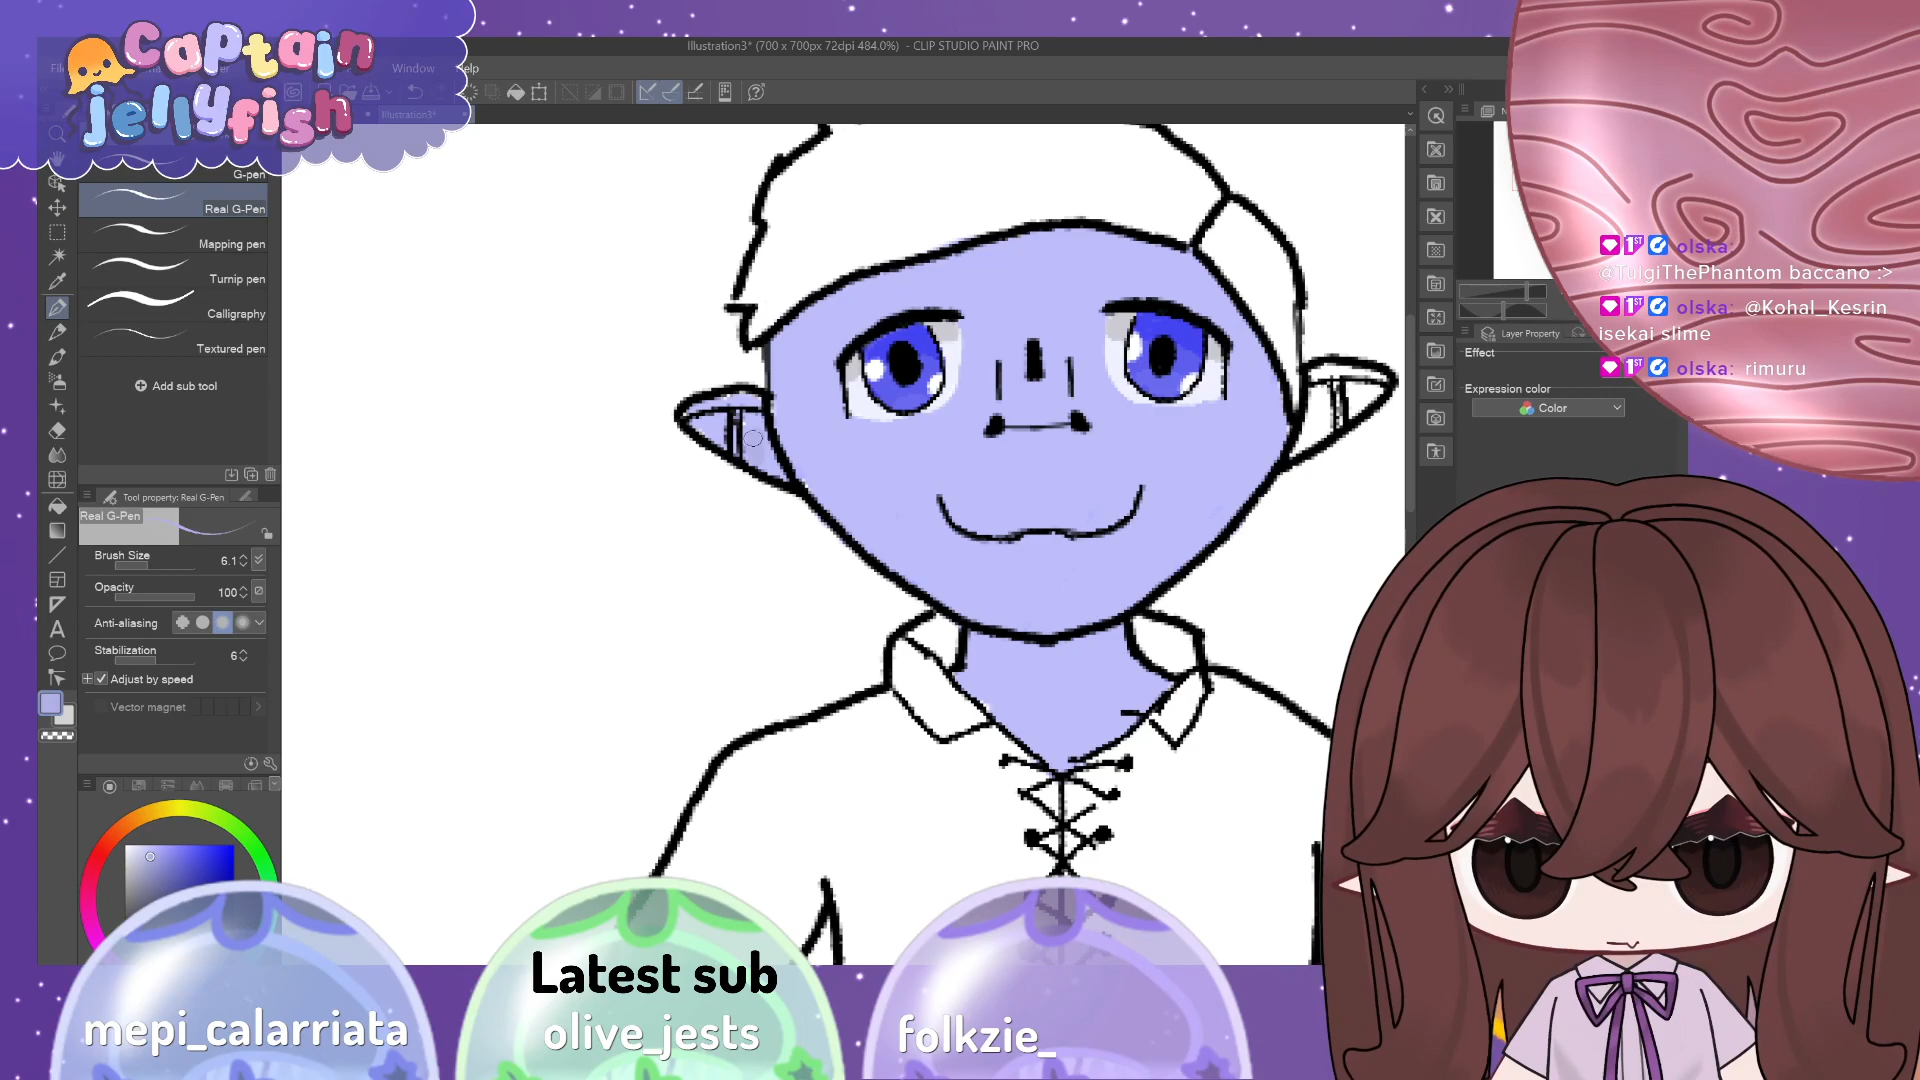 Captain
jellyfish
Illustration3* (700 x 700px 72dpi 484.0%) - CLIP STUDIO PAINT PRO
Window
Illustration3*
G-pen
Real G-Pen
Mapping pen
Turnip pen
Calligraphy
Textured pen
Add sub tool
Tool property: Real G-Pen
Real G-Pen
Brush Size 6.1
Opacity 100
Anti-aliasing
Stabilization 6
Adjust by speed
Vector magnet
Layer Property
Effect
Expression color
Color
olska:
@TulgiThePhantom baccano :>
olska: @Kohal_Kesrin
isekai slime
olska: rimuru
mepi_calarriata
Latest sub
olive_jests
folkzie_